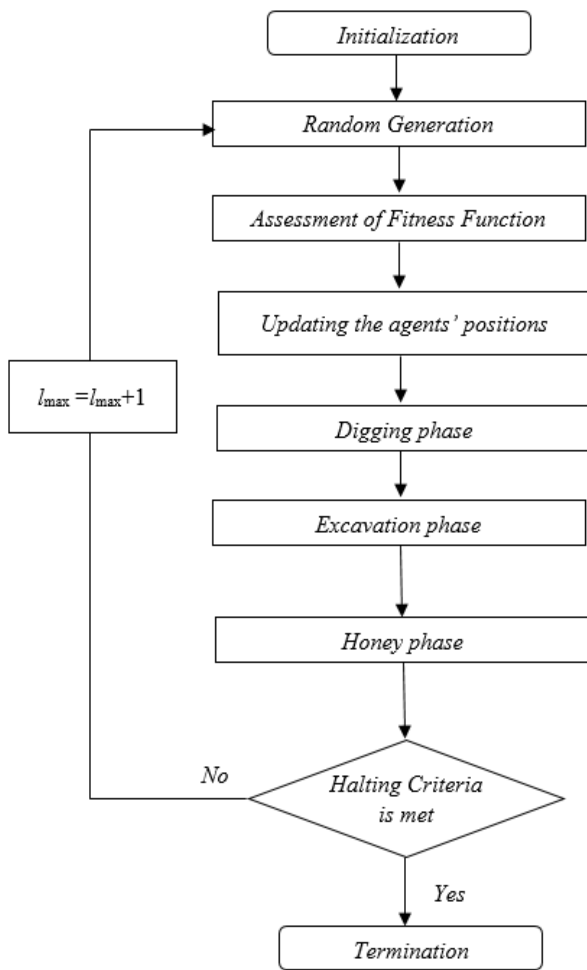 Initialization
Random Generation
Assessment of Fitness Function
Updating the agents’ positions
lmax =lmax+1
Digging phase
Excavation phase
Honey phase
No
Halting Criteria
is met
Yes
Termination